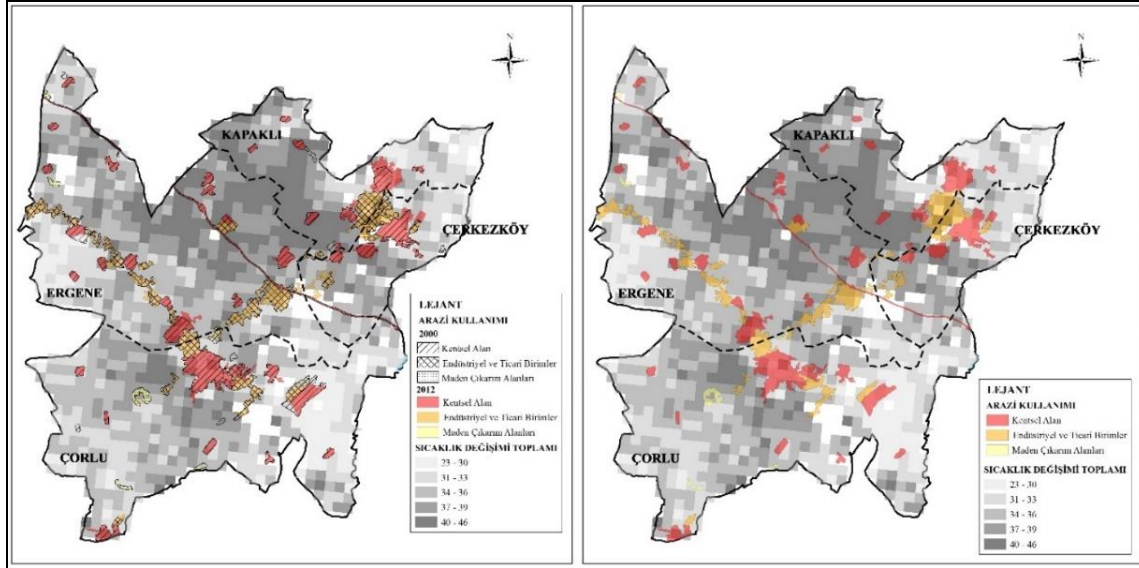 N
KAPAKLI
ÇERKEZKÖY
ERGENE
ÇORLU
LEJANT
ARAZİ KULLANIMI
2000
Kentsel Alan
Endüstriyel ve Ticari Birimler
Maden Çıkarım Alanları
2012
Kentsel Alan
Endüstriyel ve Ticari Birimler
Maden Çıkarım Alanları
SICAKLIK DEĞİŞİMİ TOPLAMI
23 - 30
31 - 33
34 - 36
37 - 39
40 - 46
N
KAPAKLI
ÇERKEZKÖY
ERGENE
ÇORLU
LEJANT
ARAZİ KULLANIMI
Kentsel Alan
Endüstriyel ve Ticari Birimler
Maden Çıkarım Alanları
SICAKLIK DEĞİŞİMİ TOPLAMI
23 - 30
31 - 33
34 - 36
37 - 39
40 - 46